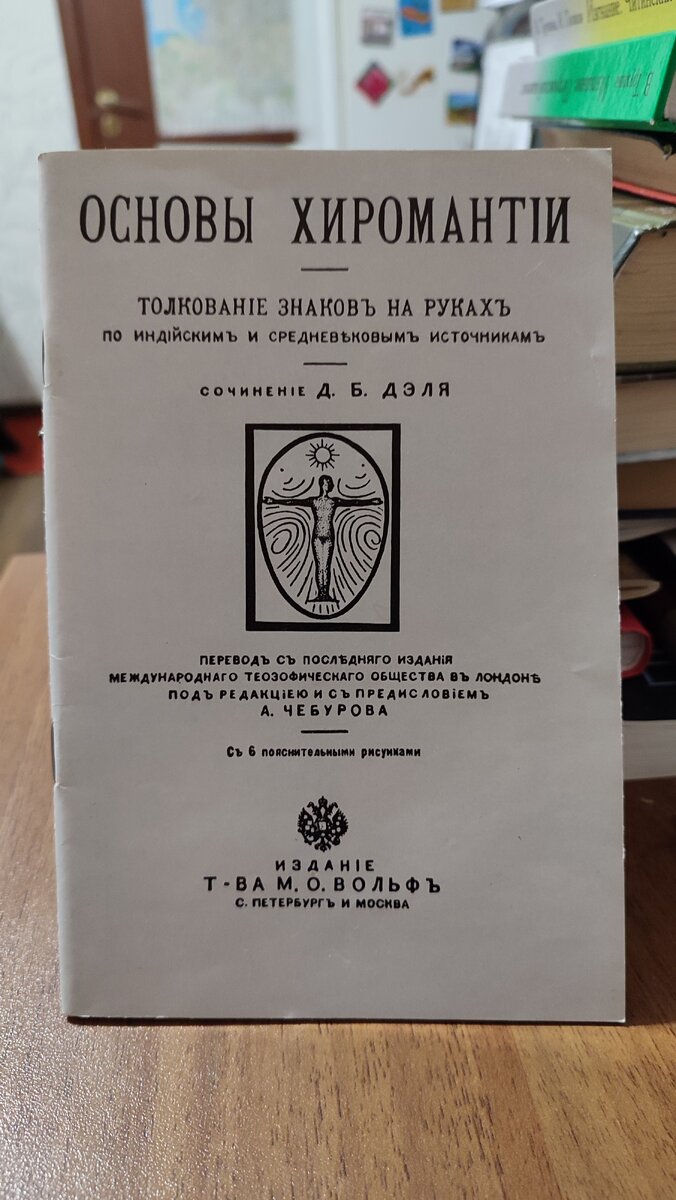 ОСНОВЫ ХИРОМАНТІИ
ТОЛКОВАНІЕ ЗНАКОВЪ НА РУКАХЪ
ПО ИНДІЙСКИМЪ И СРЕДНЕВѢКОВЫМЪ ИСТОЧНИКАМЪ
СОЧИНЕНІЕ Д. Б. ДЭЛЯ
ПЕРЕВОДЪ СЪ ПОСЛѢДНЯГО ИЗДАНІЯ
МЕЖДУНАРОДНАГО ТЕОЗОФИЧЕСКАГО ОБЩЕСТВА ВЪ ЛОНДОНѢ
ПОДЪ РЕДАКЦІЕЮ И СЪ ПРЕДИСЛОВІЕМЪ
А. ЧЕБУРОВА
Съ 6 пояснительными рисунками
ИЗДАНІЕ
Т-ВА М. О. ВОЛЬФЪ
С. ПЕТЕРБУРГЪ И МОСКВА